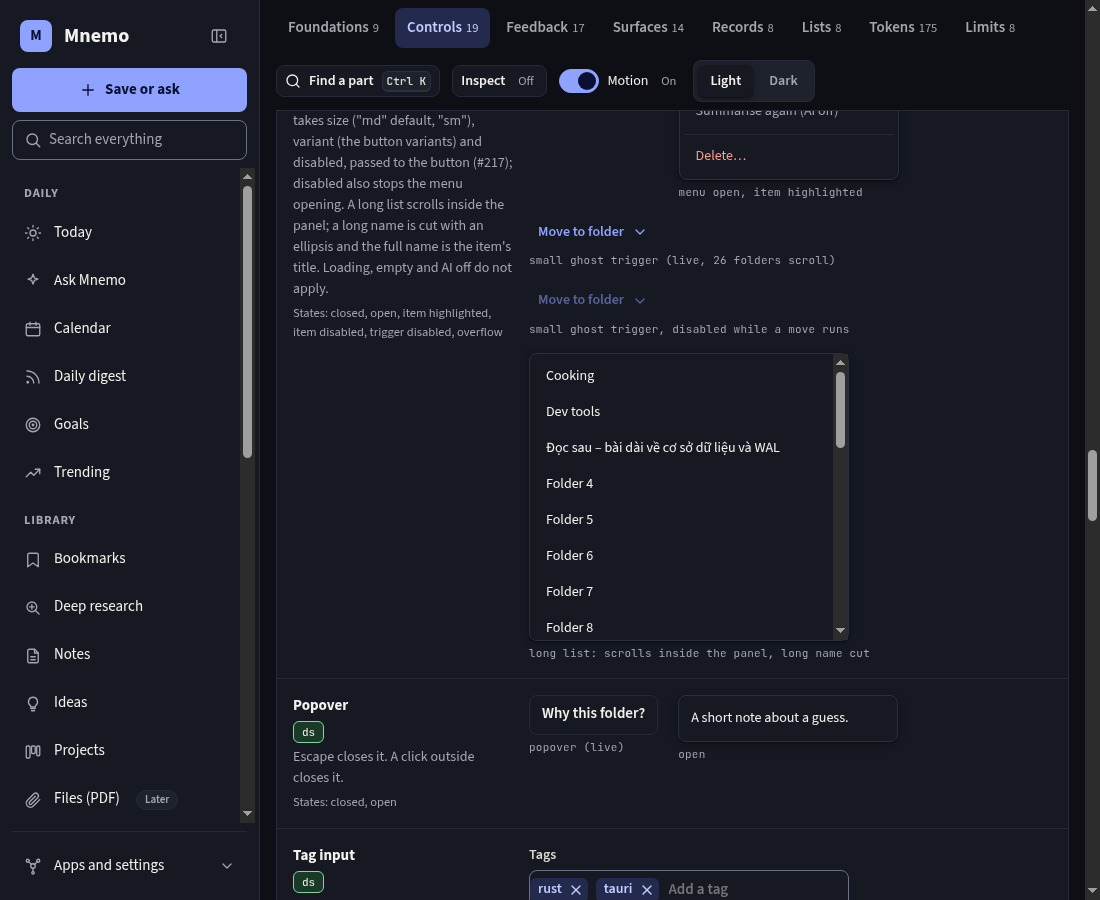 M Mnemo
Save or ask
Search everything
DAILY
Today
Ask Mnemo
Calendar
Daily digest
Goals
Trending
LIBRARY
Bookmarks
Deep research
Notes
Ideas
Projects
Files (PDF) Later
Apps and settings
Foundations 9 Controls 19 Feedback 17 Surfaces 14 Records 8 Lists 8 Tokens 175 Limits 8
Find a part Ctrl K Inspect Off Motion On Light Dark
takes size ("md" default, "sm"),
variant (the button variants) and
disabled, passed to the button (#217);
disabled also stops the menu
opening. A long list scrolls inside the
panel; a long name is cut with an
ellipsis and the full name is the item's
title. Loading, empty and AI off do not
apply.
States: closed, open, item highlighted,
item disabled, trigger disabled, overflow
Summarise again (AI off)
Delete…
menu open, item highlighted
Move to folder
small ghost trigger (live, 26 folders scroll)
Move to folder
small ghost trigger, disabled while a move runs
Cooking
Dev tools
Đọc sau – bài dài về cơ sở dữ liệu và WAL
Folder 4
Folder 5
Folder 6
Folder 7
Folder 8
long list: scrolls inside the panel, long name cut
Popover
ds
Escape closes it. A click outside
closes it.
States: closed, open
Why this folder?
popover (live)
A short note about a guess.
open
Tag input
ds
Tags
rust tauri Add a tag